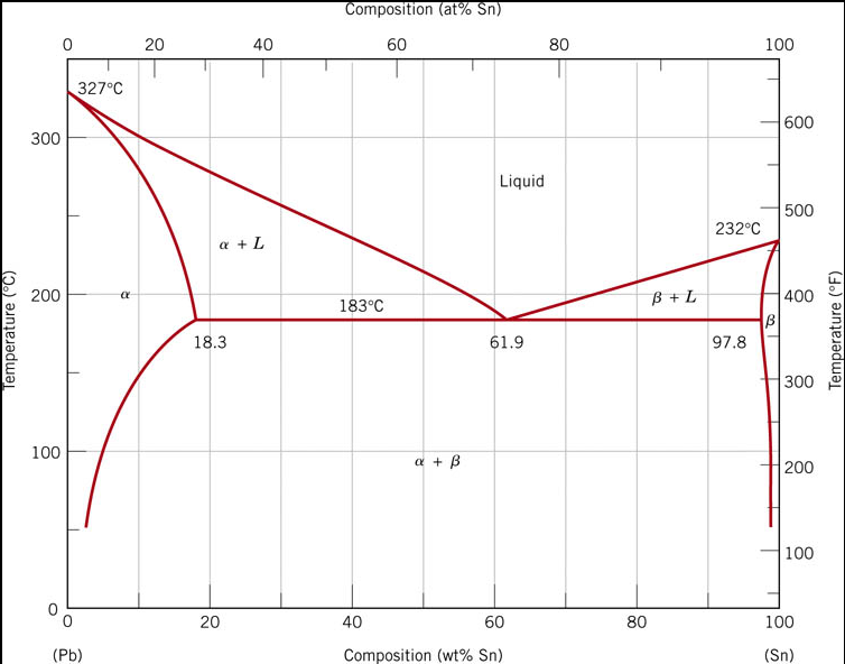 Composition (at% Sn)
0 20 40 60 80 100
327°C
300
600
Liquid
500
232°C
α + L
α
200
β + L
400
183°C
β
18.3
61.9
97.8
Temperature (°C)
Temperature (°F)
300
100
α + β
200
100
0
0 20 40 60 80 100
(Pb)
Composition (wt% Sn)
(Sn)